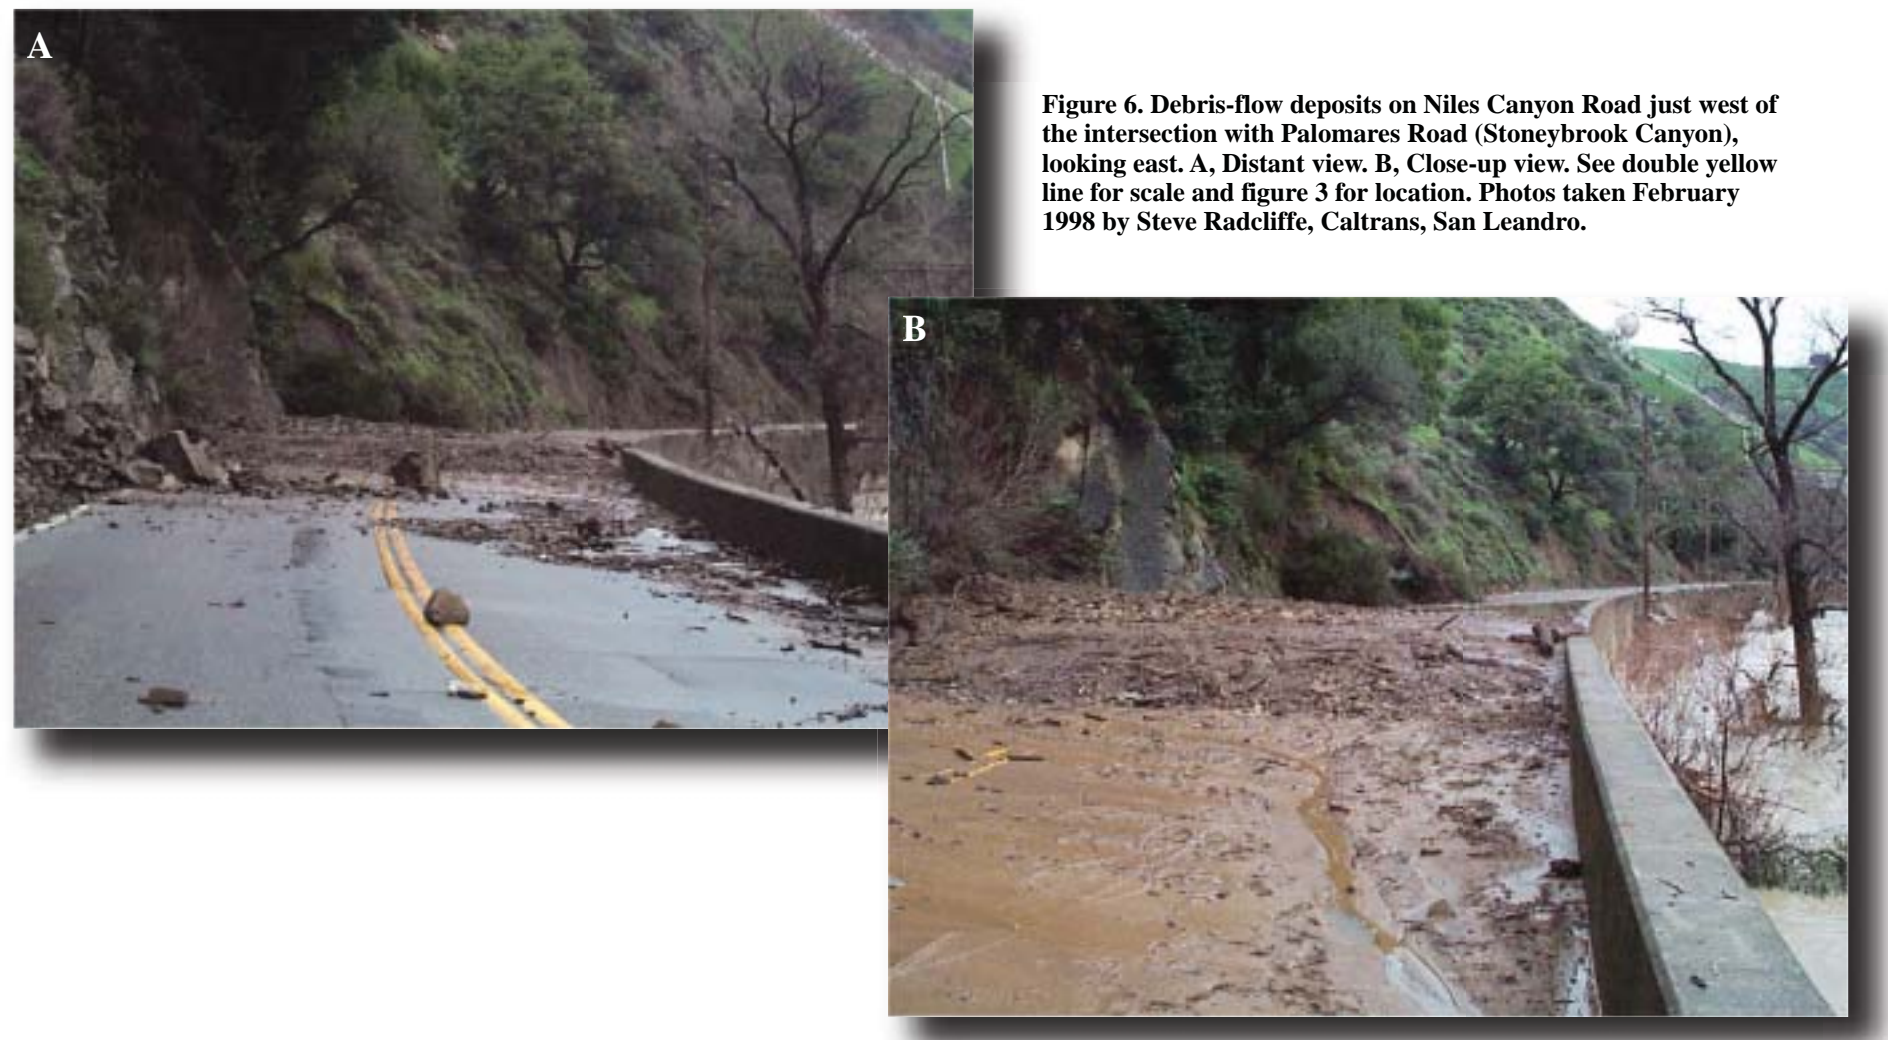 A
Figure 6. Debris-flow deposits on Niles Canyon Road just west of
the intersection with Palomares Road (Stoneybrook Canyon),
looking east. A, Distant view. B, Close-up view. See double yellow
line for scale and figure 3 for location. Photos taken February
1998 by Steve Radcliffe, Caltrans, San Leandro.
B